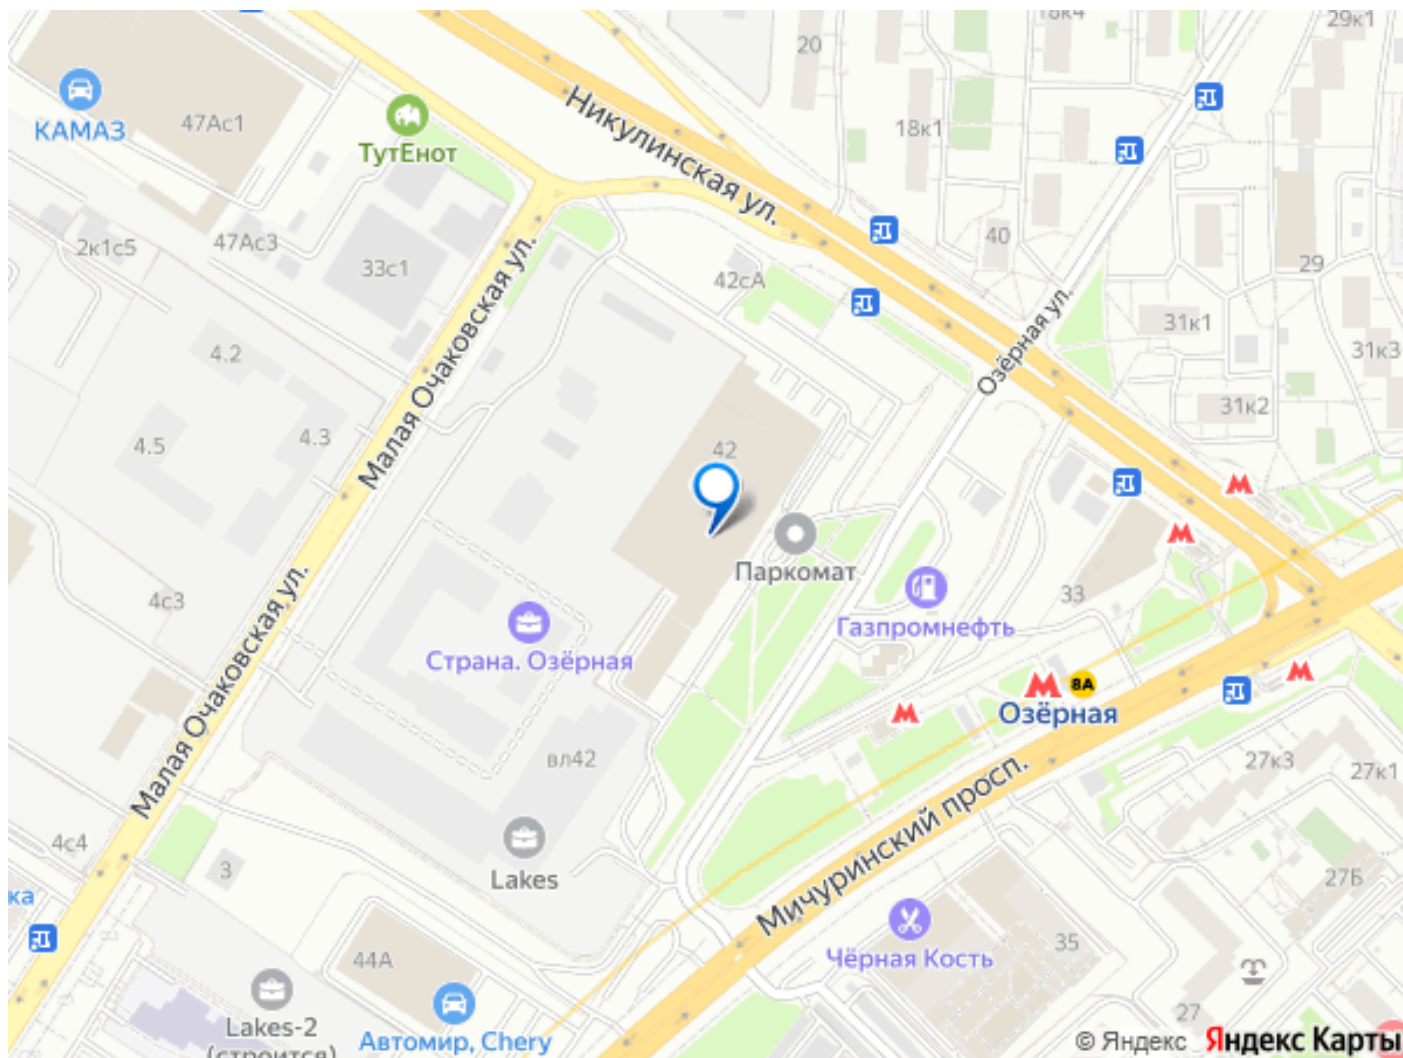 20
18к4
29к1
КАМАЗ
47Ас1
ТутЕнот
Никулинская ул.
18к1
2к1с5
47Ас3
33с1
42сА
40
29
Малая Очаковская ул.
Озёрная ул.
31к1
31к3
4.2
31к2
4.5
4.3
42
Паркомат
4с3
33
Газпромнефть
Страна. Озёрная
Малая Очаковская ул.
8А
Озёрная
вл42
27к3
27к1
Мичуринский просп.
4с4
3
Lakes
ка
27Б
44А
Чёрная Кость
35
27
Lakes-2
(строится)
Автомир, Chery
© Яндекс Яндекс Карты